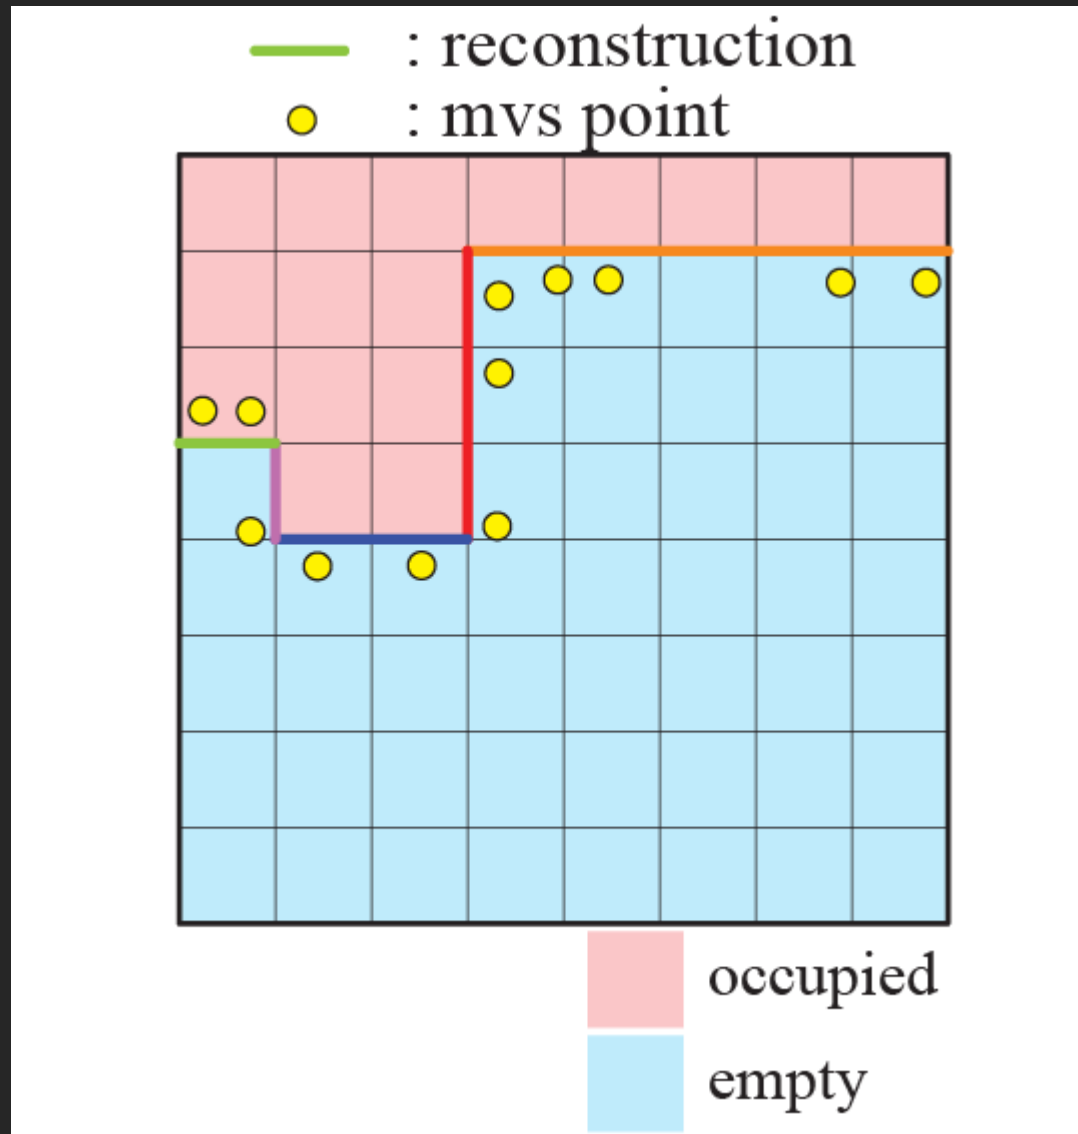 : reconstruction
: mvs point
occupied
empty